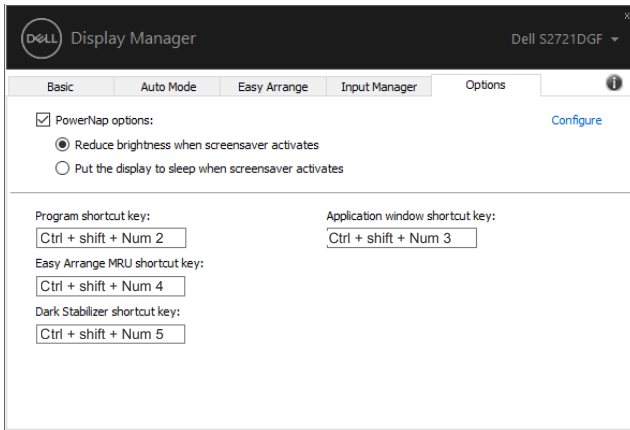 DELL Display Manager
Dell S2721DGF
Basic Auto Mode Easy Arrange Input Manager Options
PowerNap options: Configure
Reduce brightness when screensaver activates
Put the display to sleep when screensaver activates
Program shortcut key: Application window shortcut key:
Ctrl + shift + Num 2 Ctrl + shift + Num 3
Easy Arrange MRU shortcut key:
Ctrl + shift + Num 4
Dark Stabilizer shortcut key:
Ctrl + shift + Num 5